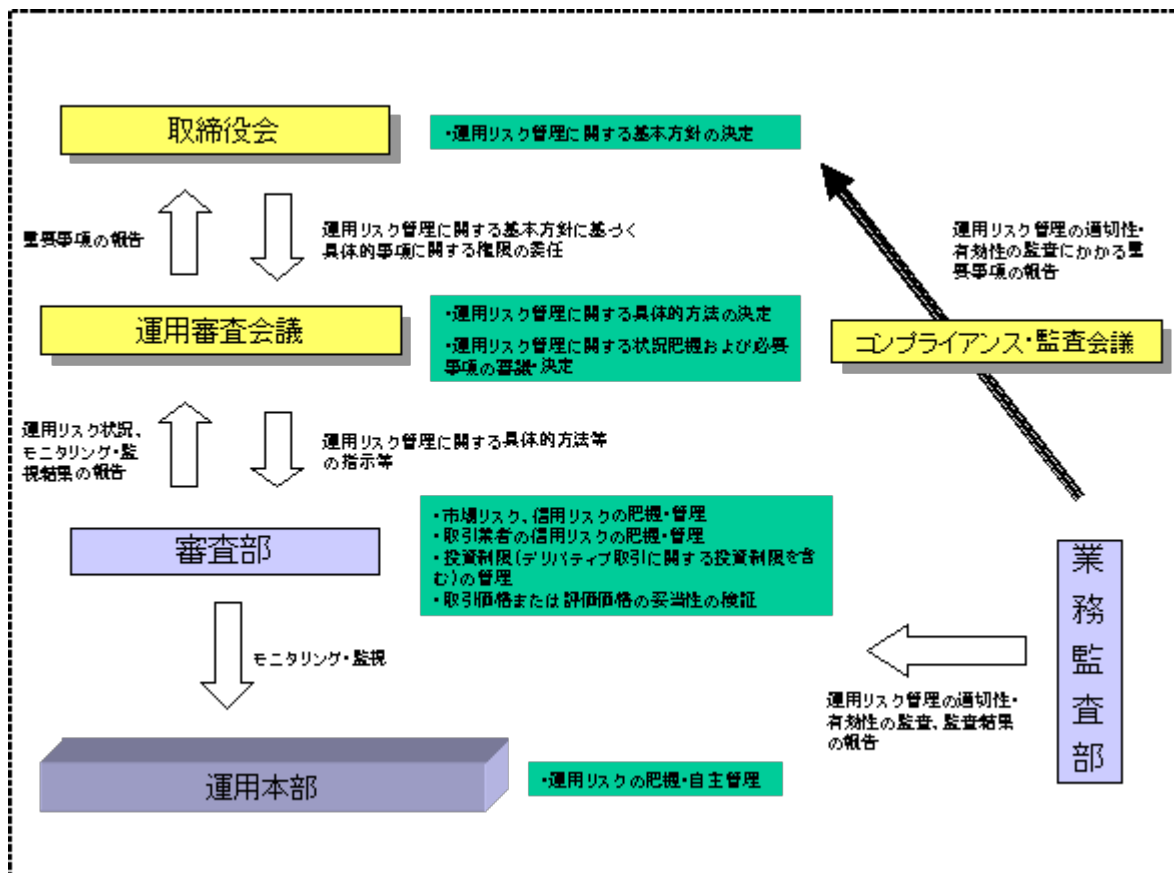 取締役会
・運用リスク管理に関する基本方針の決定
重要事項の報告
運用リスク管理に関する基本方針に基づく
具体的事項に関する権限の委任
運用リスク管理の適切性・
有効性の監査にかかる重
要事項の報告
運用審査会議
・運用リスク管理に関する具体的方法の決定
・運用リスク管理に関する状況把握および必要
事項の審議・決定
コンプライアンス・監査会議
運用リスク状況、
モニタリング・監
視結果の報告
運用リスク管理に関する具体的方法等
の指示等
審査部
・市場リスク、信用リスクの把握・管理
・取引業者の信用リスクの把握・管理
・投資制限(デリバティブ取引に関する投資制限を含
む)の管理
・取引価格または評価価格の妥当性の検証
業務監査部
モニタリング・監視
運用リスク管理の適切性・
有効性の監査、監査結果
の報告
運用本部
・運用リスクの把握・自主管理